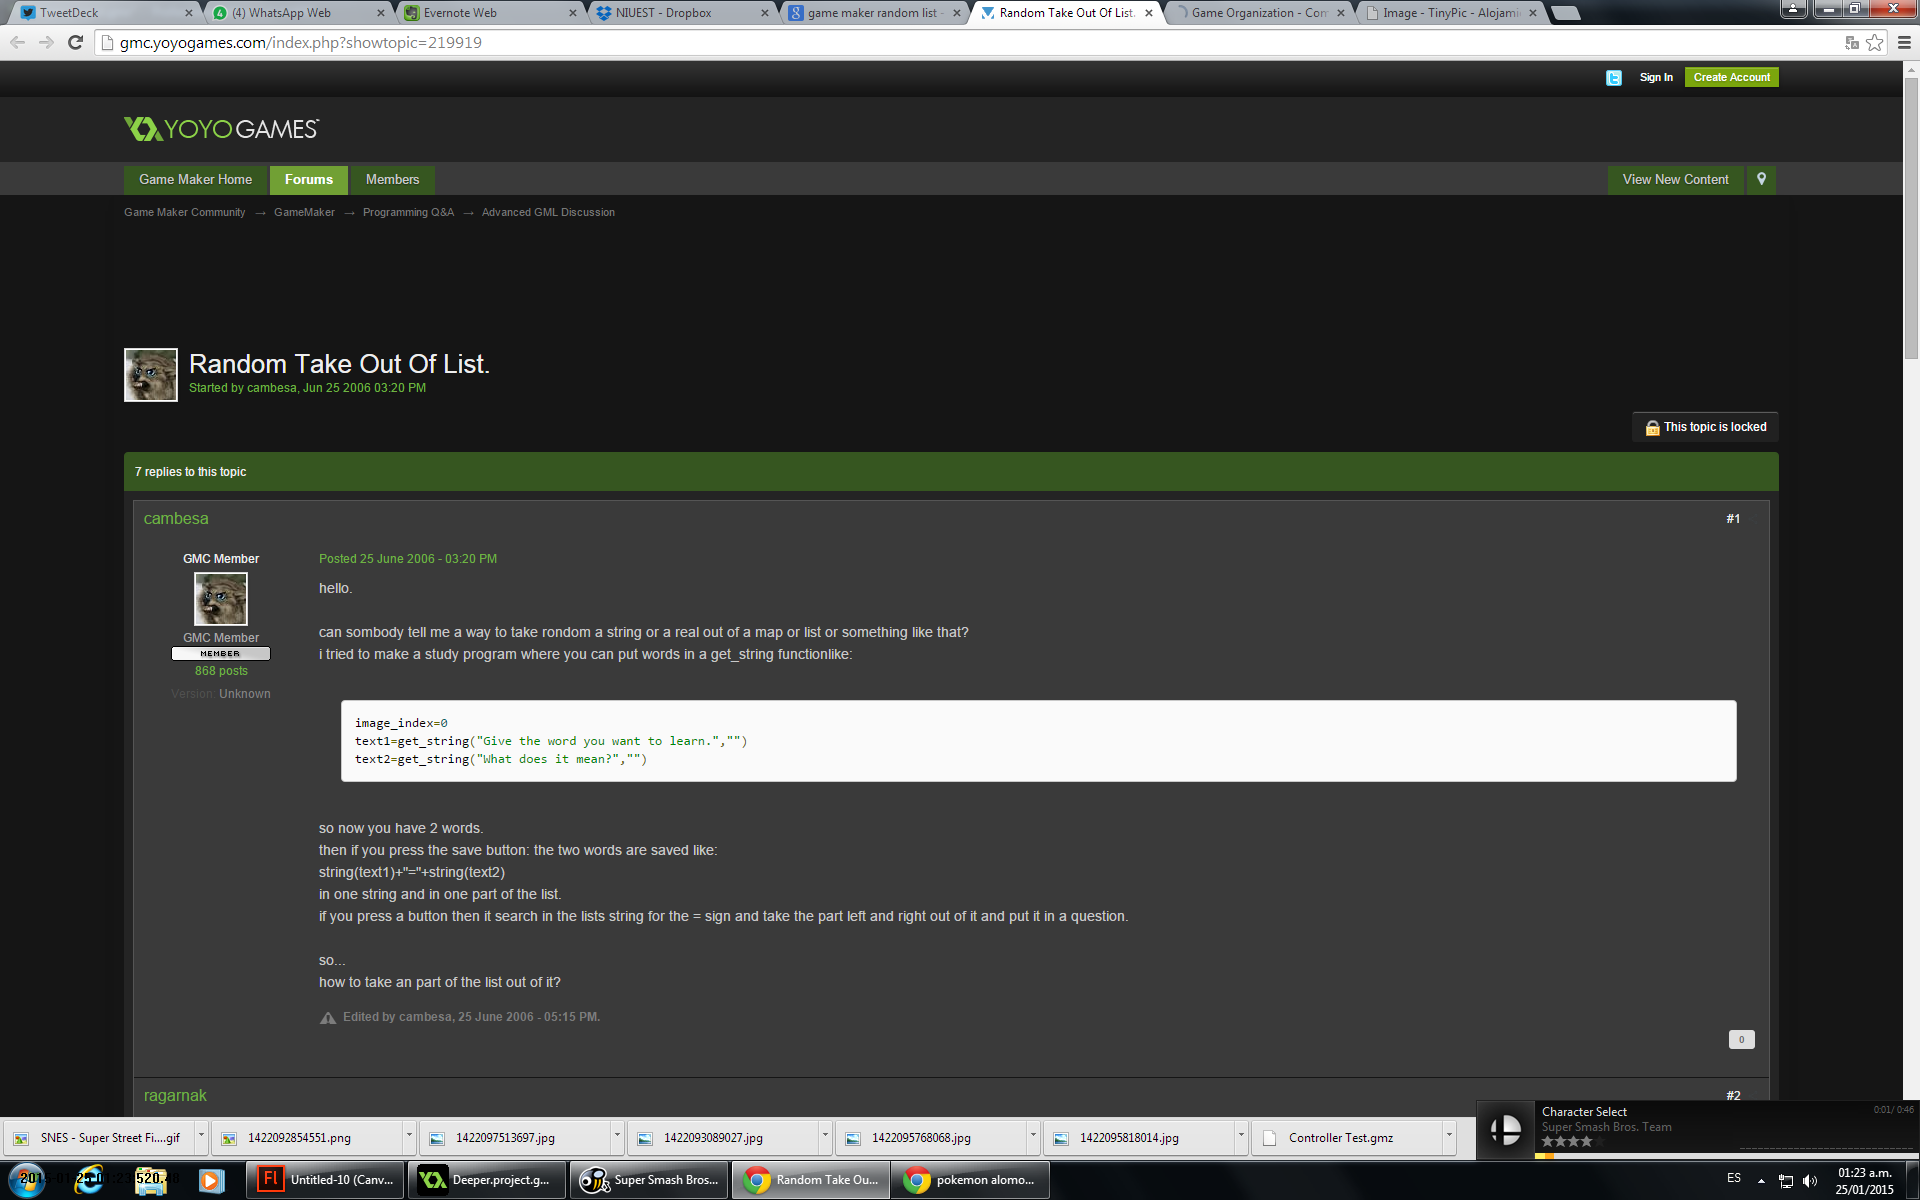 TweetDeck
(4) WhatsApp Web
Evernote Web
NIUEST - Dropbox
game maker random list -
Random Take Out Of List.
Game Organization - Com
Image - TinyPic - Alojamie
gmc.yoyogames.com/index.php?showtopic=219919
Sign In
Create Account
YOYOGAMES™
Game Maker Home
Forums
Members
View New Content
Game Maker Community → GameMaker → Programming Q&A → Advanced GML Discussion
Random Take Out Of List.
Started by cambesa, Jun 25 2006 03:20 PM
This topic is locked
7 replies to this topic
cambesa
#1
GMC Member
GMC Member
MEMBER
868 posts
Version: Unknown
Posted 25 June 2006 - 03:20 PM
hello.
can sombody tell me a way to take rondom a string or a real out of a map or list or something like that?
i tried to make a study program where you can put words in a get_string functionlike:
image_index=0
text1=get_string("Give the word you want to learn.","")
text2=get_string("What does it mean?","")
so now you have 2 words.
then if you press the save button: the two words are saved like:
string(text1)+"="+string(text2)
in one string and in one part of the list.
if you press a button then it search in the lists string for the = sign and take the part left and right out of it and put it in a question.
so...
how to take an part of the list out of it?
Edited by cambesa, 25 June 2006 - 05:15 PM.
0
ragarnak
#2
SNES - Super Street Fi....gif
1422092854551.png
1422097513697.jpg
1422093089027.jpg
1422095768068.jpg
1422095818014.jpg
Controller Test.gmz
Character Select
0:01/ 0:46
Super Smash Bros. Team
Untitled-10 (Canv...
Deeper.project.g...
Super Smash Bros...
Random Take Ou...
pokemon alomo...
ES
01:23 a.m.
25/01/2015